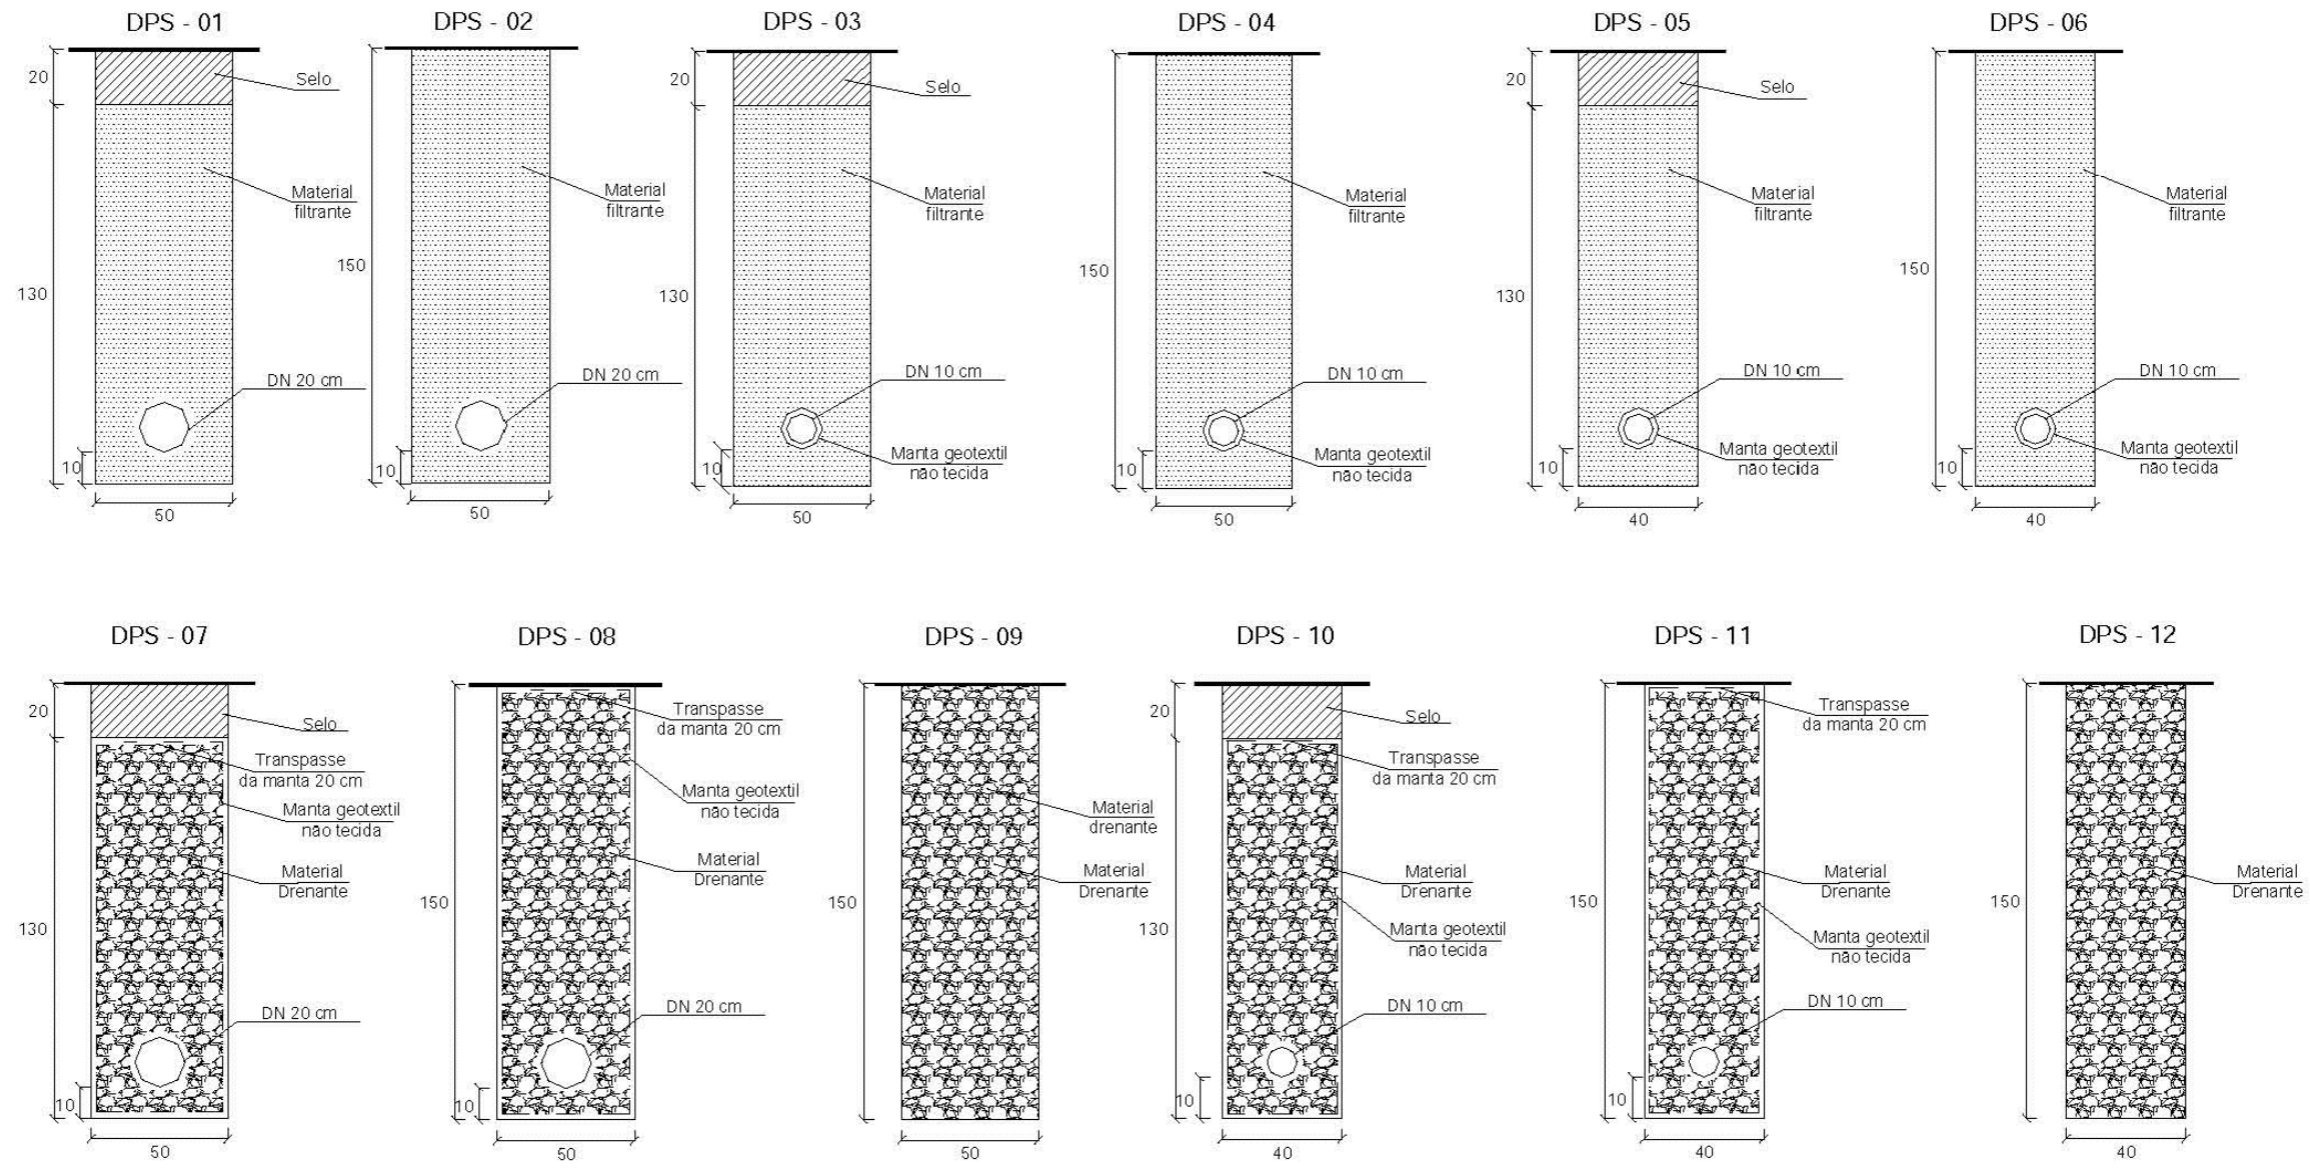 DPS - 01
20
Selo
Material
filtrante
130
DN 20 cm
10
50
DPS - 02
Material
filtrante
150
DN 20 cm
10
50
DPS - 03
20
Selo
Material
filtrante
130
DN 10 cm
Manta geotextil
não tecida
10
50
DPS - 04
Material
filtrante
150
DN 10 cm
Manta geotextil
não tecida
10
50
DPS - 05
20
Selo
Material
filtrante
130
DN 10 cm
Manta geotextil
não tecida
10
40
DPS - 06
Material
filtrante
150
DN 10 cm
Manta geotextil
não tecida
10
40
DPS - 07
20
Selo
Transpasse
da manta 20 cm
Manta geotextil
não tecida
Material
Drenante
130
DN 20 cm
10
50
DPS - 08
Transpasse
da manta 20 cm
Manta geotextil
não tecida
Material
Drenante
150
DN 20 cm
10
50
DPS - 09
Material
drenante
Material
Drenante
150
50
DPS - 10
20
Selo
Transpasse
da manta 20 cm
Material
Drenante
130
Manta geotextil
não tecida
DN 10 cm
10
40
DPS - 11
Transpasse
da manta 20 cm
Material
Drenante
150
Manta geotextil
não tecida
DN 10 cm
10
40
DPS - 12
Material
Drenante
150
40